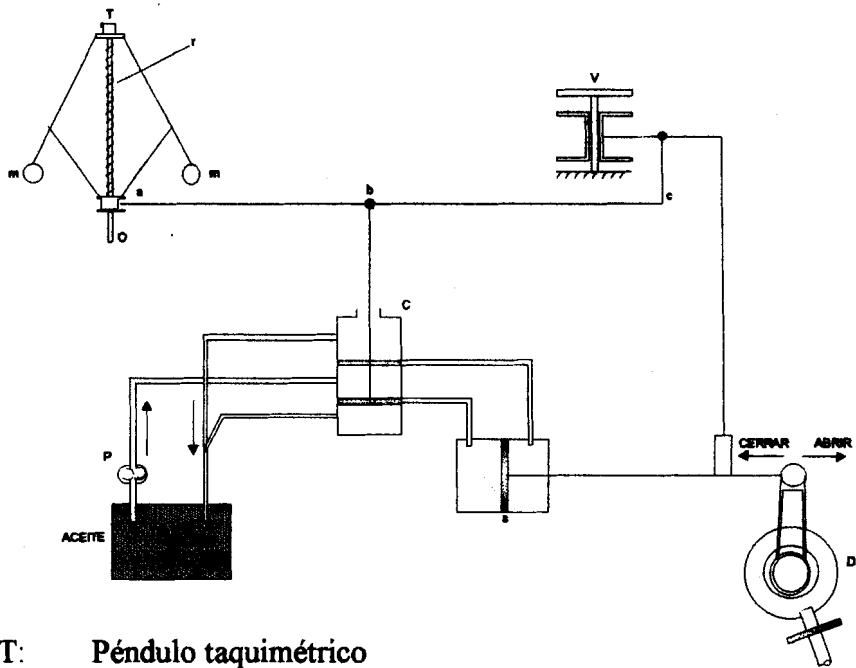 T
r
V
m
m
a
b
c
O
C
P
CERRAR
ABRIR
ACEITE
s
D
T: Péndulo taquimétrico